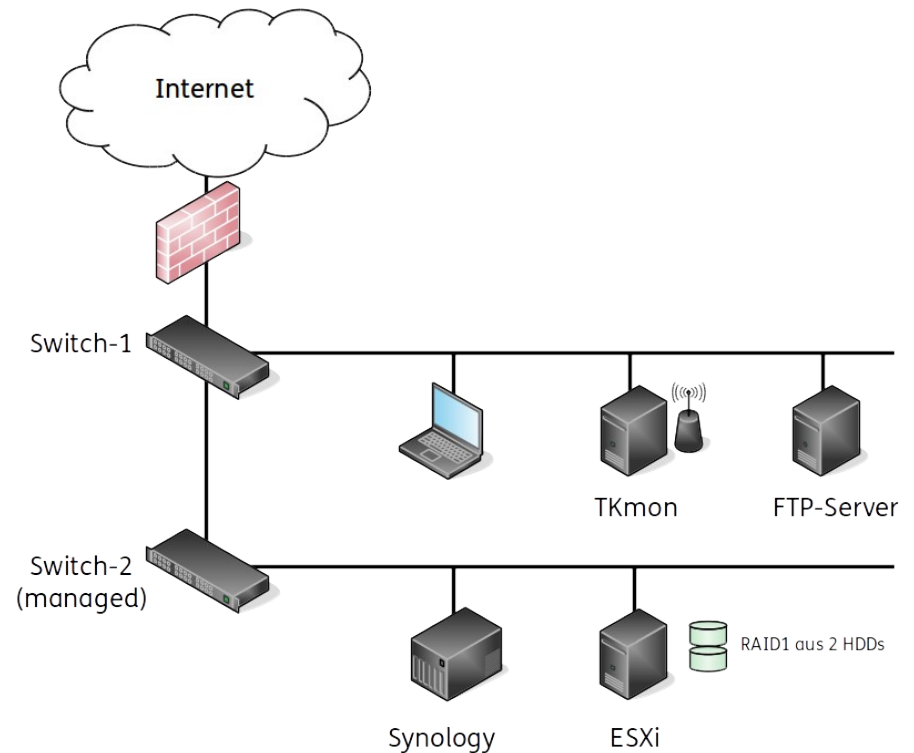 Internet
Switch-1
TKmon
FTP-Server
Switch-2
(managed)
RAID1 aus 2 HDDs
Synology
ESXi